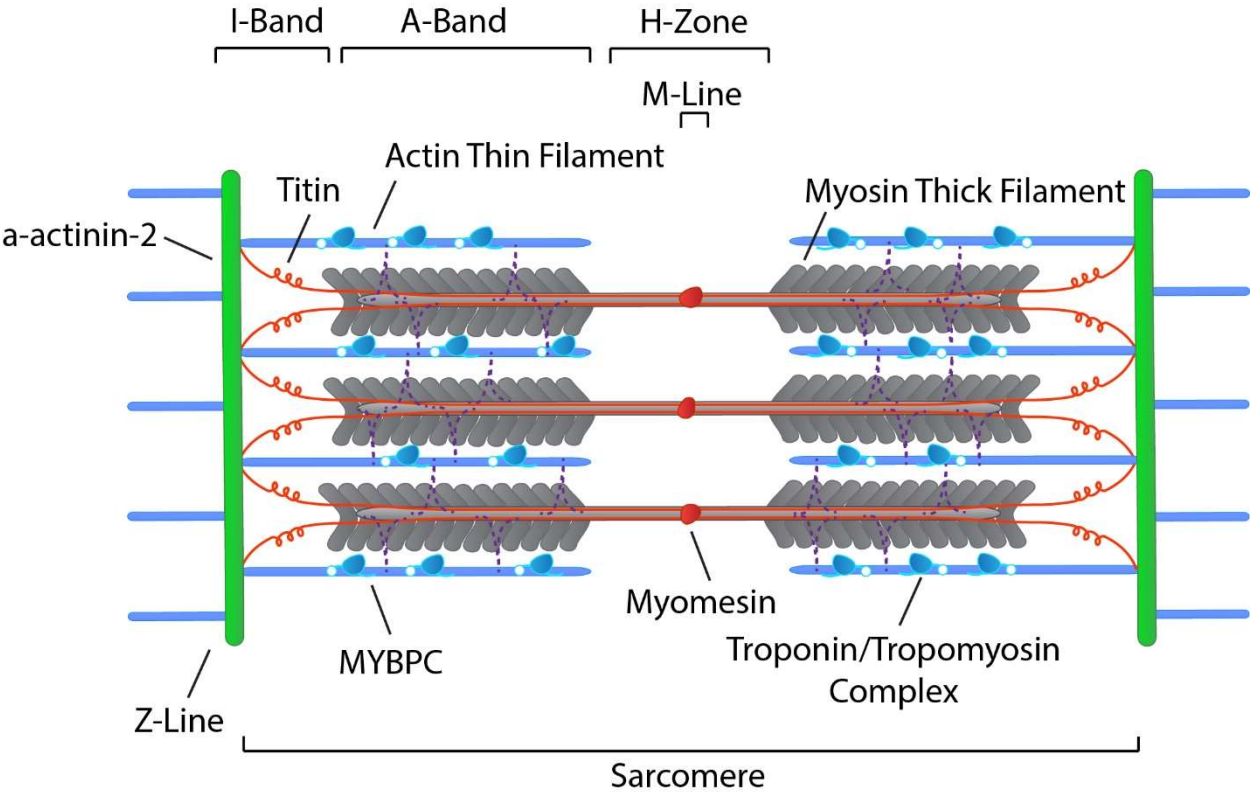 I-Band
A-Band
H-Zone
M-Line
Actin Thin Filament
Titin
Myosin Thick Filament
a-actinin-2
Myomesin
MYBPC
Troponin/Tropomyosin
Complex
Z-Line
Sarcomere